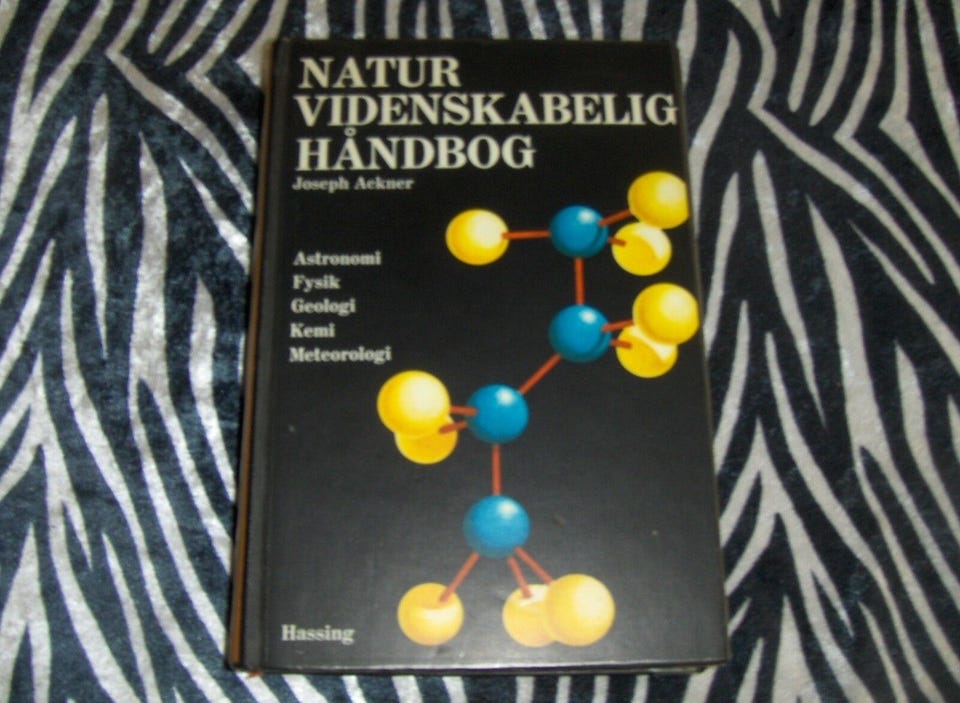 NATUR
VIDENSKABELIG
HÅNDBOG
Joseph Ackner
Astronomi
Fysik
Geologi
Kemi
Meteorologi
Hassing